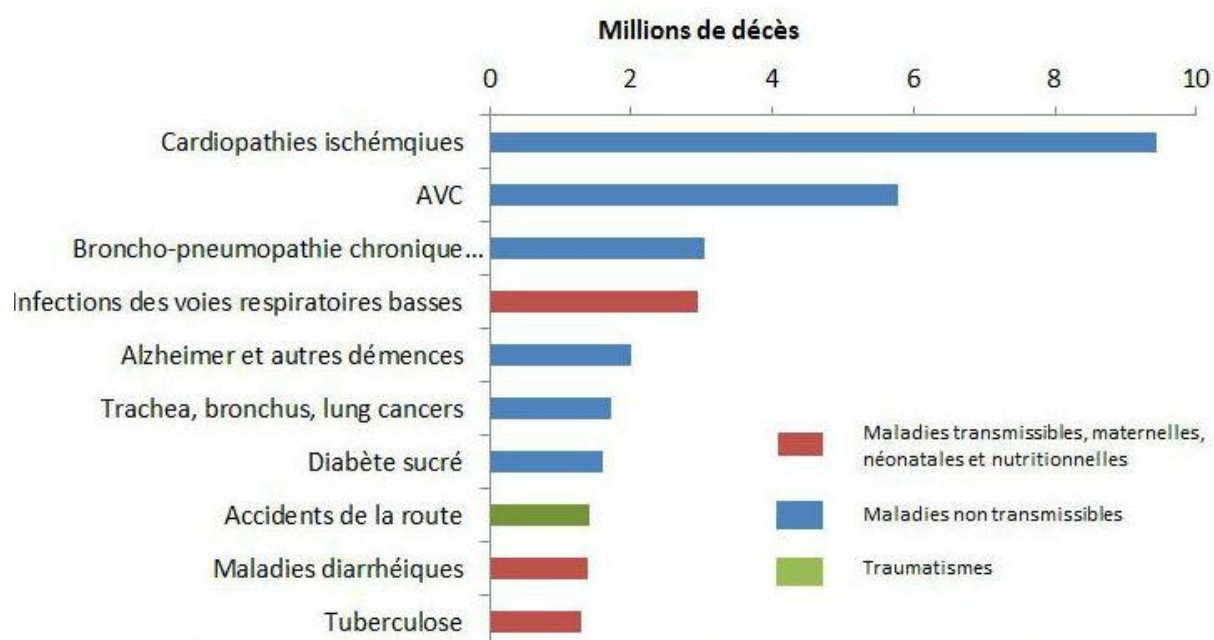 Millions de décès
0 2 4 6 8 10
Cardiopathies ischémqiues
AVC
Broncho-pneumopathie chronique...
Infections des voies respiratoires basses
Alzheimer et autres démences
Trachea, bronchus, lung cancers
Diabète sucré
Accidents de la route
Maladies diarrhéiques
Tuberculose
Maladies transmissibles, maternelles,
néonatales et nutritionnelles
Maladies non transmissibles
Traumatismes